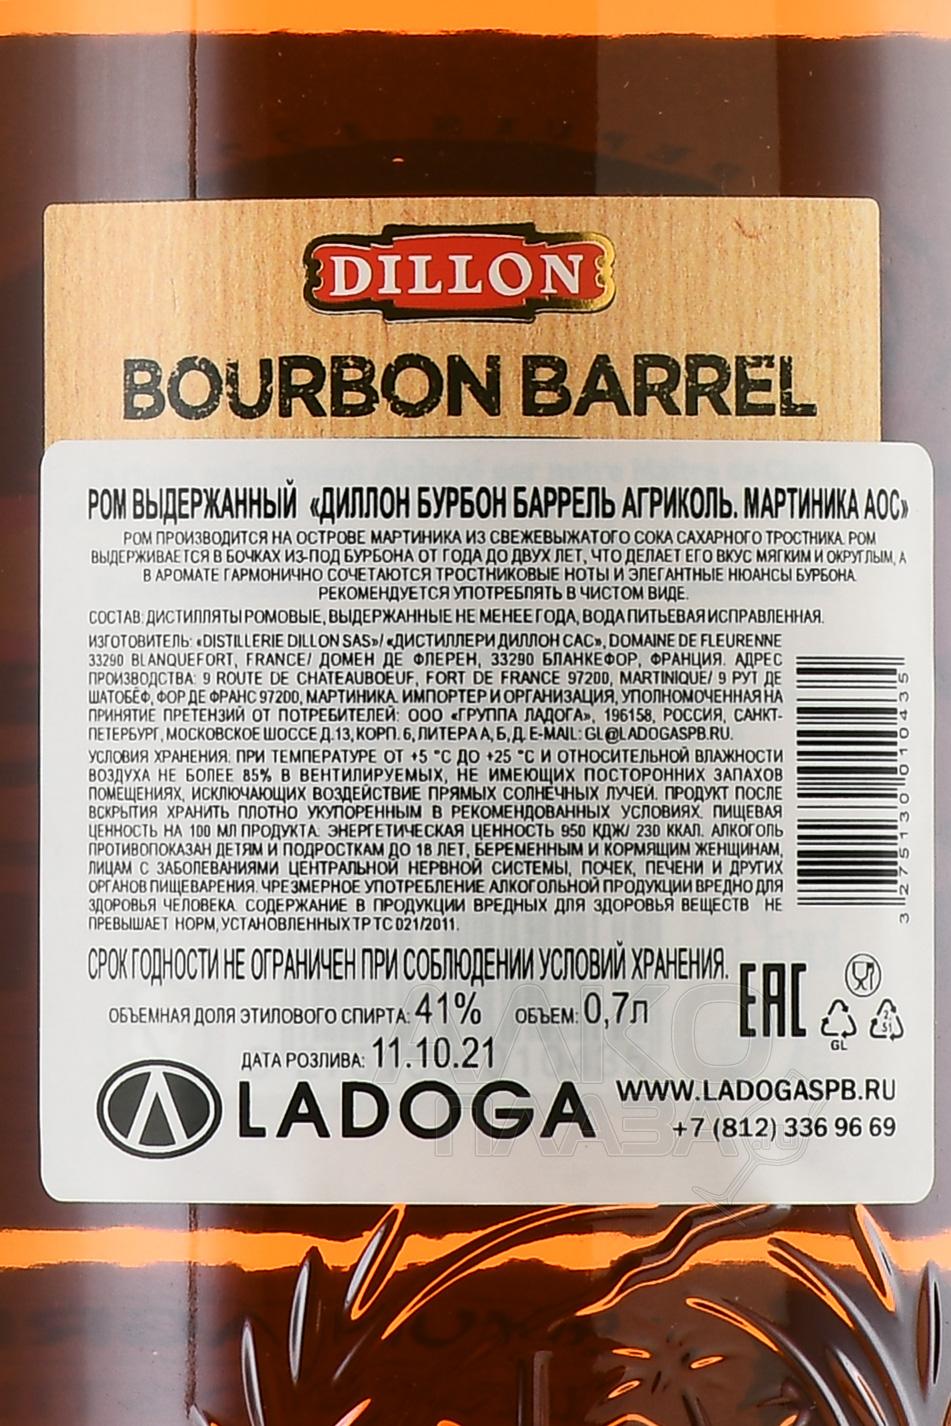 DILLON
BOURBON BARREL
РОМ ВЫДЕРЖАННЫЙ «ДИЛЛОН БУРБОН БАРРЕЛЬ АГРИКОЛЬ. МАРТИНИКА АОС»
РОМ ПРОИЗВОДИТСЯ НА ОСТРОВЕ МАРТИНИКА ИЗ СВЕЖЕВЫЖАТОГО СОКА САХАРНОГО ТРОСТНИКА. РОМ
ВЫДЕРЖИВАЕТСЯ В БОЧКАХ ИЗ-ПОД БУРБОНА ОТ ГОДА ДО ДВУХ ЛЕТ, ЧТО ДЕЛАЕТ ЕГО ВКУС МЯГКИМ И ОКРУГЛЫМ, А
В АРОМАТЕ ГАРМОНИЧНО СОЧЕТАЮТСЯ ТРОСТНИКОВЫЕ НОТЫ И ЭЛЕГАНТНЫЕ НЮАНСЫ БУРБОНА.
РЕКОМЕНДУЕТСЯ УПОТРЕБЛЯТЬ В ЧИСТОМ ВИДЕ.
СОСТАВ: ДИСТИЛЛЯТЫ РОМОВЫЕ, ВЫДЕРЖАННЫЕ НЕ МЕНЕЕ ГОДА, ВОДА ПИТЬЕВАЯ ИСПРАВЛЕННАЯ.
ИЗГОТОВИТЕЛЬ: «DISTILLERIE DILLON SAS»/ «ДИСТИЛЛЕРИ ДИЛЛОН САС», DOMAINE DE FLEURENNE
33290 BLANQUEFORT, FRANCE/ ДОМЕН ДЕ ФЛЕРЕН, 33290 БЛАНКЕФОР, ФРАНЦИЯ. АДРЕС
ПРОИЗВОДСТВА: 9 ROUTE DE CHATEAUBOEUF, FORT DE FRANCE 97200, MARTINIQUE/ 9 РУТ ДЕ
ШАТОБЁФ, ФОР ДЕ ФРАНС 97200, МАРТИНИКА. ИМПОРТЕР И ОРГАНИЗАЦИЯ, УПОЛНОМОЧЕННАЯ НА
ПРИНЯТИЕ ПРЕТЕНЗИЙ ОТ ПОТРЕБИТЕЛЕЙ: ООО «ГРУППА ЛАДОГА», 196158, РОССИЯ, САНКТ-
ПЕТЕРБУРГ, МОСКОВСКОЕ ШОССЕ Д.13, КОРП. 6, ЛИТЕРА А, Б, Д. E-MAIL: GL@LADOGASPB.RU.
УСЛОВИЯ ХРАНЕНИЯ: ПРИ ТЕМПЕРАТУРЕ ОТ +5 °C ДО +25 °C И ОТНОСИТЕЛЬНОЙ ВЛАЖНОСТИ
ВОЗДУХА НЕ БОЛЕЕ 85% В ВЕНТИЛИРУЕМЫХ, НЕ ИМЕЮЩИХ ПОСТОРОННИХ ЗАПАХОВ
ПОМЕЩЕНИЯХ, ИСКЛЮЧАЮЩИХ ВОЗДЕЙСТВИЕ ПРЯМЫХ СОЛНЕЧНЫХ ЛУЧЕЙ. ПРОДУКТ ПОСЛЕ
ВСКРЫТИЯ ХРАНИТЬ ПЛОТНО УКУПОРЕННЫМ В РЕКОМЕНДОВАННЫХ УСЛОВИЯХ. ПИЩЕВАЯ
ЦЕННОСТЬ НА 100 МЛ ПРОДУКТА: ЭНЕРГЕТИЧЕСКАЯ ЦЕННОСТЬ 950 КДЖ/ 230 ККАЛ. АЛКОГОЛЬ
ПРОТИВОПОКАЗАН ДЕТЯМ И ПОДРОСТКАМ ДО 18 ЛЕТ, БЕРЕМЕННЫМ И КОРМЯЩИМ ЖЕНЩИНАМ,
ЛИЦАМ С ЗАБОЛЕВАНИЯМИ ЦЕНТРАЛЬНОЙ НЕРВНОЙ СИСТЕМЫ, ПОЧЕК, ПЕЧЕНИ И ДРУГИХ
ОРГАНОВ ПИЩЕВАРЕНИЯ. ЧРЕЗМЕРНОЕ УПОТРЕБЛЕНИЕ АЛКОГОЛЬНОЙ ПРОДУКЦИИ ВРЕДНО ДЛЯ
ЗДОРОВЬЯ ЧЕЛОВЕКА. СОДЕРЖАНИЕ В ПРОДУКЦИИ ВРЕДНЫХ ДЛЯ ЗДОРОВЬЯ ВЕЩЕСТВ НЕ
ПРЕВЫШАЕТ НОРМ, УСТАНОВЛЕННЫХ ТР ТС 021/2011.
3 275130 010435
СРОК ГОДНОСТИ НЕ ОГРАНИЧЕН ПРИ СОБЛЮДЕНИИ УСЛОВИЙ ХРАНЕНИЯ.
ОБЪЕМНАЯ ДОЛЯ ЭТИЛОВОГО СПИРТА: 41% ОБЪЕМ: 0,7л
ДАТА РОЗЛИВА: 11.10.21
EAC
GL
LADOGA
WWW.LADOGASPB.RU
+7 (812) 336 96 69
АЛКО
ПЛАЗА.ru